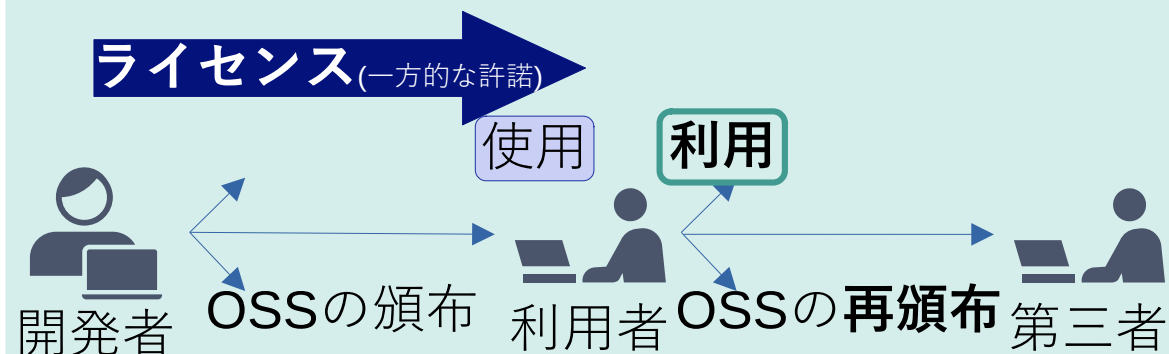 ライセンス(一方的な許諾)
使用
利用
OSSの頒布
OSSの再頒布
開発者
利用者
第三者